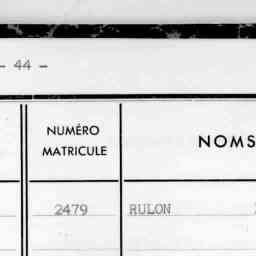 - 44 -
NUMÉRO MATRICULE
NOMS
2479 RULON